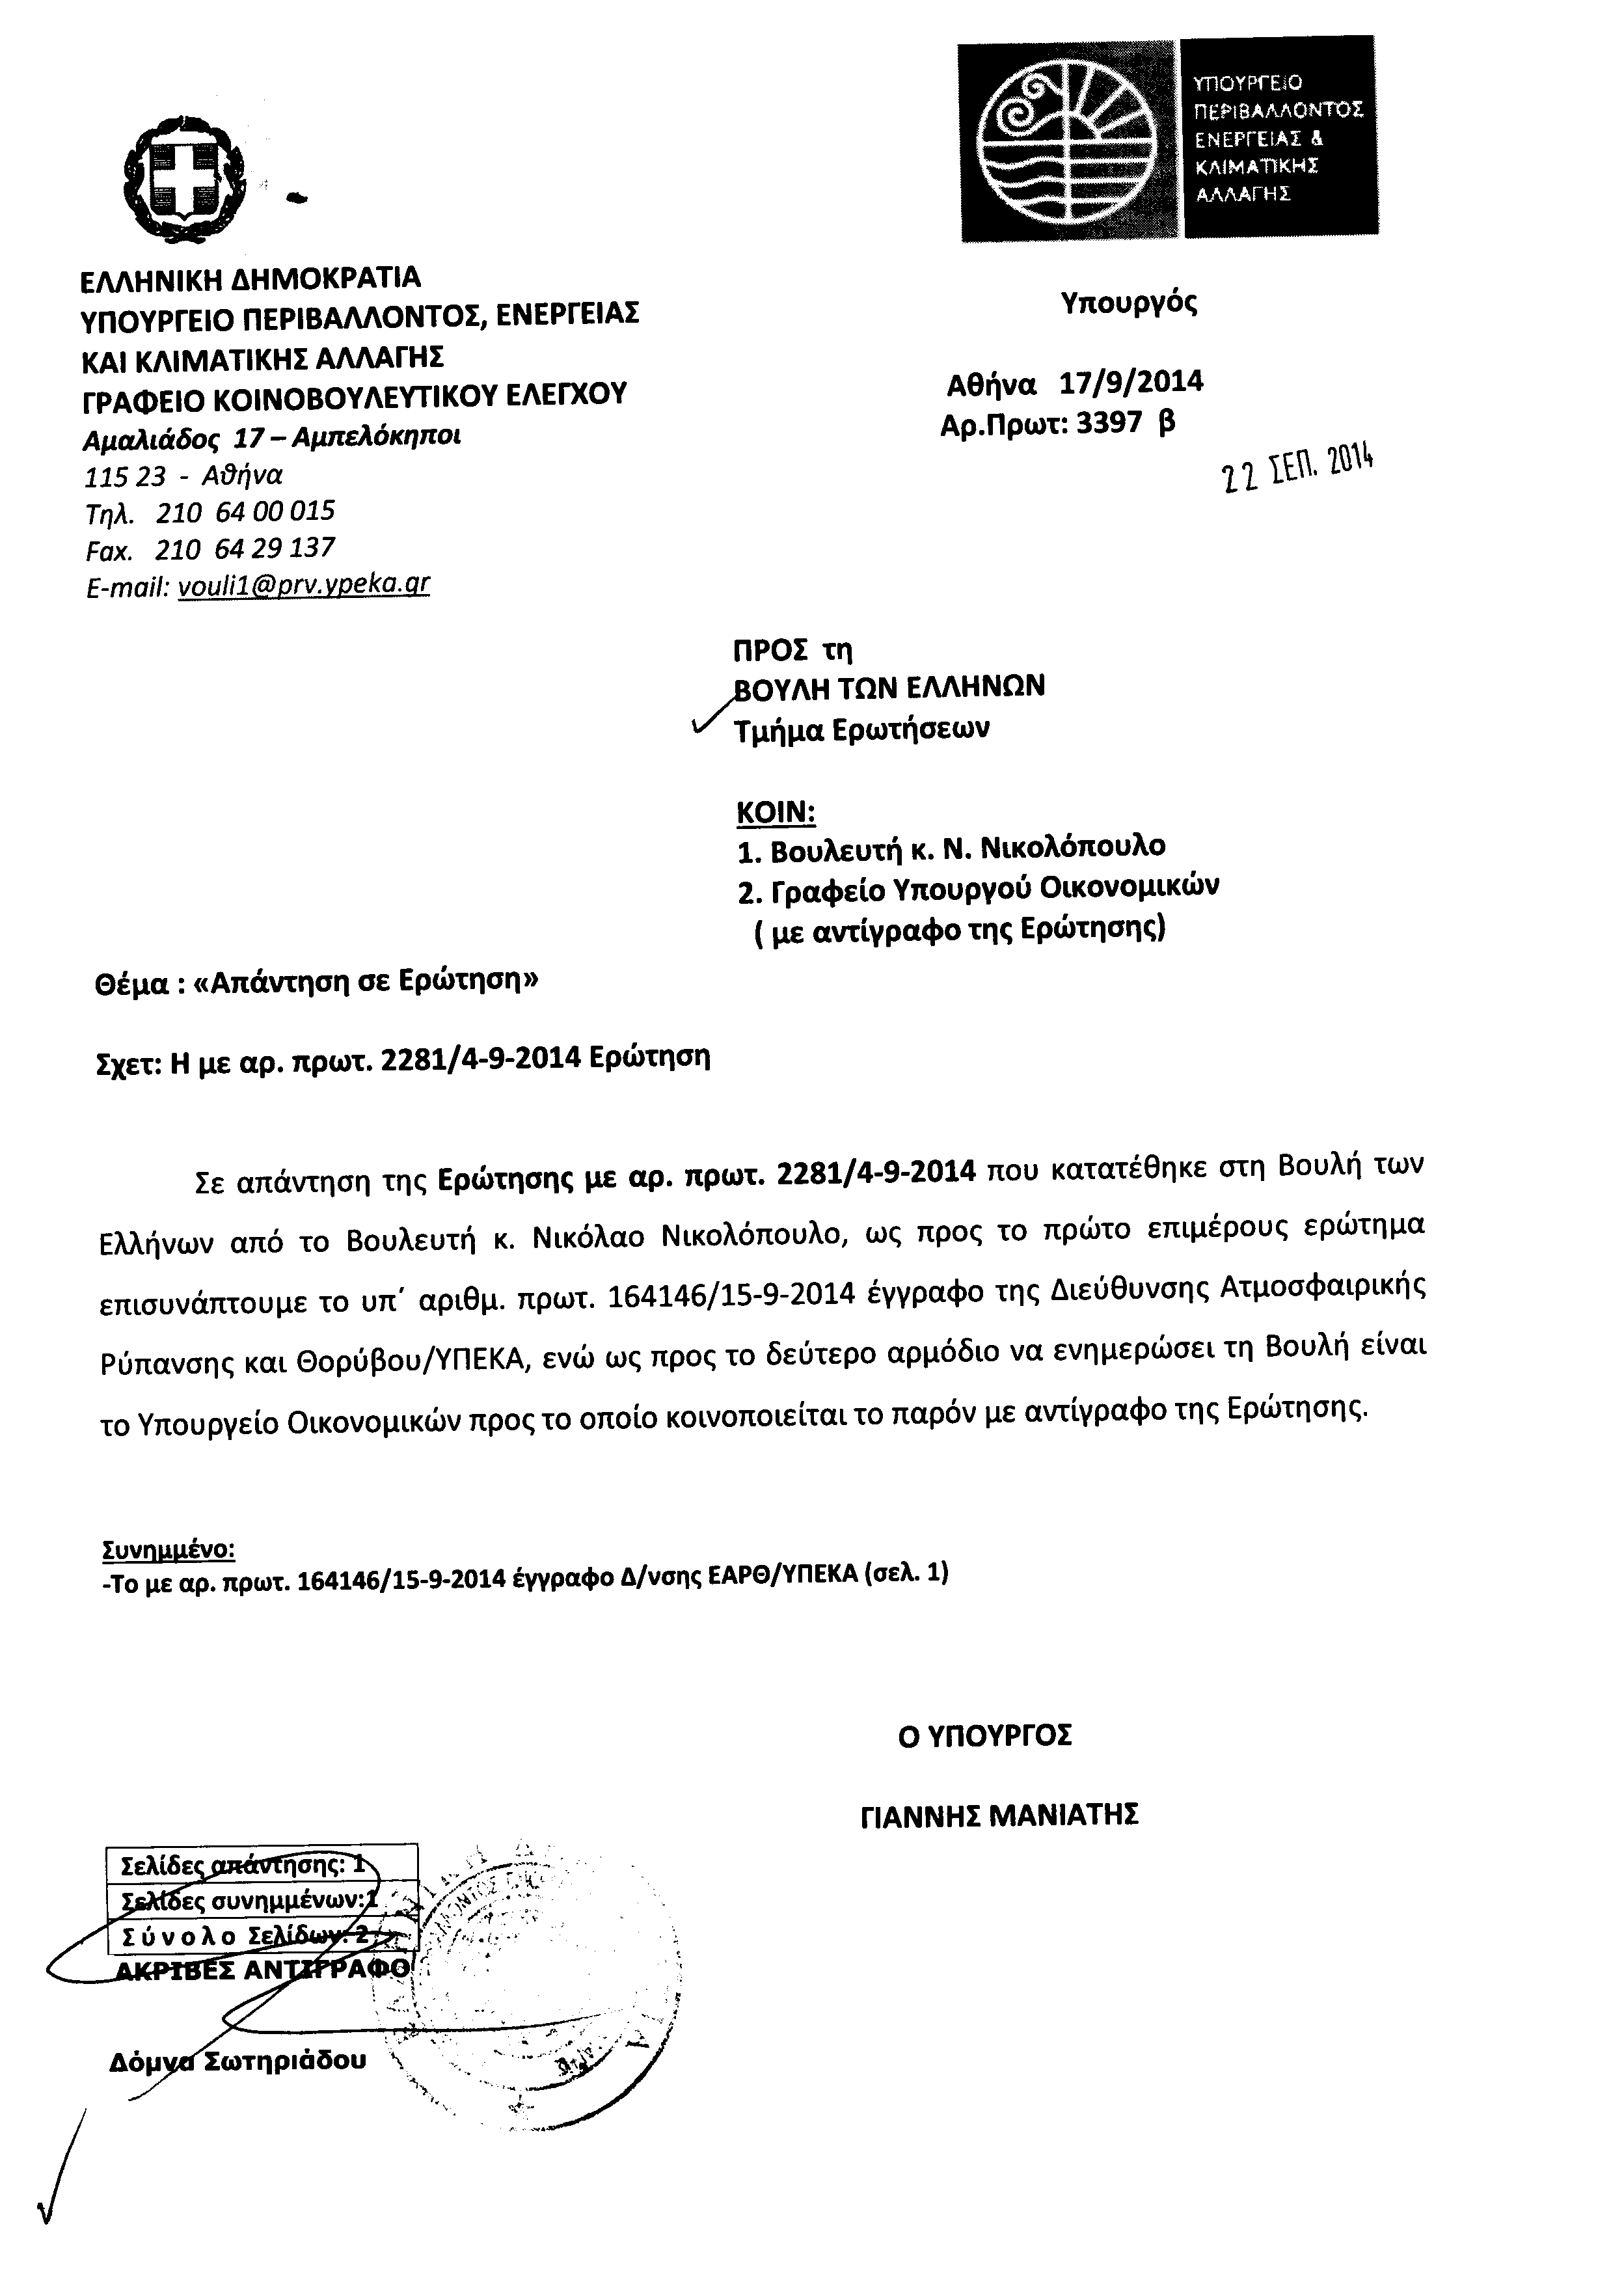 ΥΠΟΥΡΓΕΙΟ
ΠΕΡΙΒΑΛΛΟΝΤΟΣ
ΕΝΕΡΓΕΙΑΣ &
ΚΛΙΜΑΤΙΚΗΣ
ΑΛΛΑΓΗΣ
ΕΛΛΗΝΙΚΗ ΔΗΜΟΚΡΑΤΙΑ
ΥΠΟΥΡΓΕΙΟ ΠΕΡΙΒΑΛΛΟΝΤΟΣ, ΕΝΕΡΓΕΙΑΣ
ΚΑΙ ΚΛΙΜΑΤΙΚΗΣ ΑΛΛΑΓΗΣ
ΓΡΑΦΕΙΟ ΚΟΙΝΟΒΟΥΛΕΥΤΙΚΟΥ ΕΛΕΓΧΟΥ
Αμαλιάδος 17 – Αμπελόκηποι
115 23 - Αθήνα
Τηλ. 210 64 00 015
Fax. 210 64 29 137
E-mail: vouli1@prv.ypeka.gr
Υπουργός
Αθήνα 17/9/2014
Αρ.Πρωτ: 3397 β
22 ΣΕΠ. 2014
ΠΡΟΣ τη
ΒΟΥΛΗ ΤΩΝ ΕΛΛΗΝΩΝ
Τμήμα Ερωτήσεων
ΚΟΙΝ:
1. Βουλευτή κ. Ν. Νικολόπουλο
2. Γραφείο Υπουργού Οικονομικών
( με αντίγραφο της Ερώτησης)
Θέμα : «Απάντηση σε Ερώτηση»
Σχετ: Η με αρ. πρωτ. 2281/4-9-2014 Ερώτηση
Σε απάντηση της Ερώτησης με αρ. πρωτ. 2281/4-9-2014 που κατατέθηκε στη Βουλή των
Ελλήνων από το Βουλευτή κ. Νικόλαο Νικολόπουλο, ως προς το πρώτο επιμέρους ερώτημα
επισυνάπτουμε το υπ΄ αριθμ. πρωτ. 164146/15-9-2014 έγγραφο της Διεύθυνσης Ατμοσφαιρικής
Ρύπανσης και Θορύβου/ΥΠΕΚΑ, ενώ ως προς το δεύτερο αρμόδιο να ενημερώσει τη Βουλή είναι
το Υπουργείο Οικονομικών προς το οποίο κοινοποιείται το παρόν με αντίγραφο της Ερώτησης.
Συνημμένο:
-Το με αρ. πρωτ. 164146/15-9-2014 έγγραφο Δ/νσης ΕΑΡΘ/ΥΠΕΚΑ (σελ. 1)
Ο ΥΠΟΥΡΓΟΣ
ΓΙΑΝΝΗΣ ΜΑΝΙΑΤΗΣ
Σελίδες απάντησης: 1
Σελίδες συνημμένων:1
Σ ύ ν ο λ ο Σελίδων: 2
ΑΚΡΙΒΕΣ ΑΝΤΙΓΡΑΦΟ
Δόμνα Σωτηριάδου